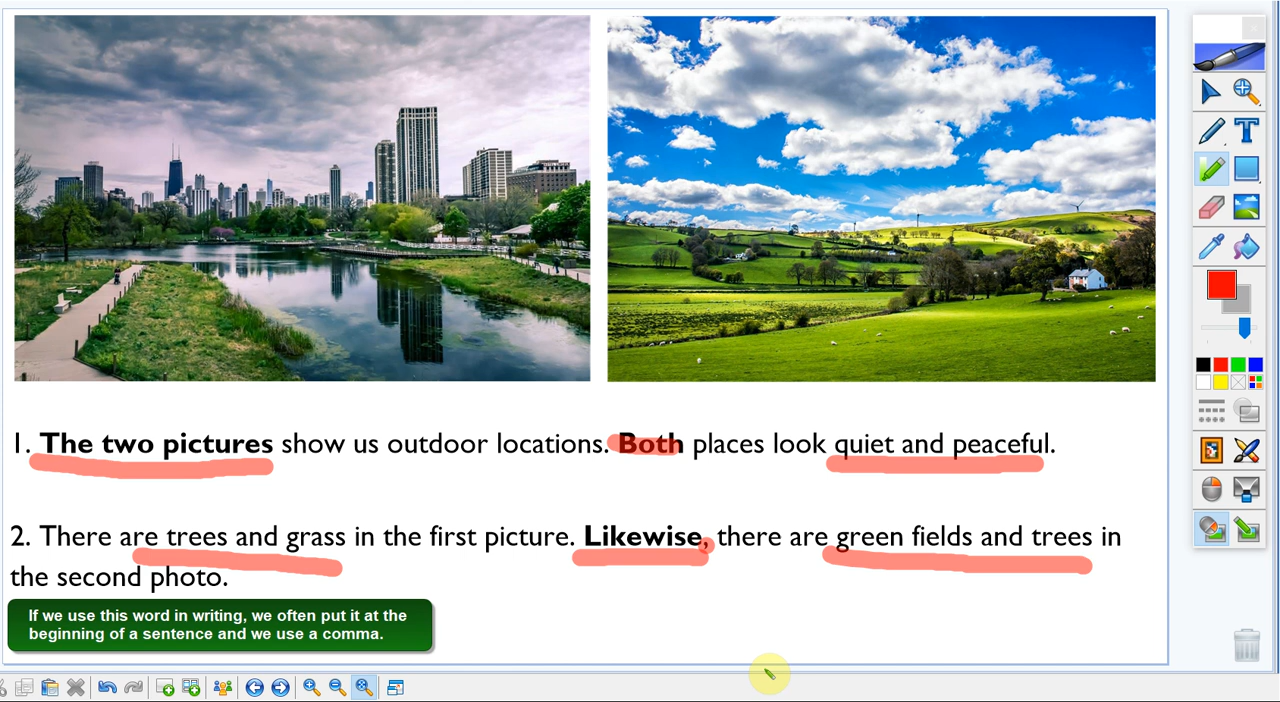 1. The two pictures show us outdoor locations. Both places look quiet and peaceful.
2. There are trees and grass in the first picture. Likewise, there are green fields and trees in
the second photo.
If we use this word in writing, we often put it at the
beginning of a sentence and we use a comma.